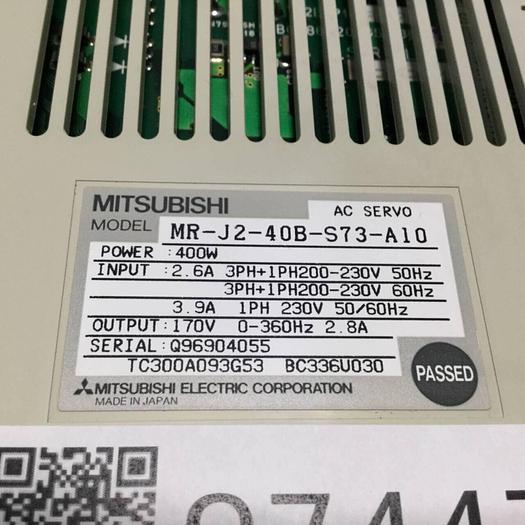 MITSUBISHI
AC SERVO
MODEL MR-J2-40B-S73-A10
POWER :400W
INPUT :2.6A 3PH+1PH200-230V 50Hz
3PH+1PH200-230V 60Hz
3.9A 1PH 230V 50/60Hz
OUTPUT:170V 0-360Hz 2.8A
SERIAL:Q96904055
TC300A093G53 BC336U030
PASSED
MITSUBISHI ELECTRIC CORPORATION
MADE IN JAPAN